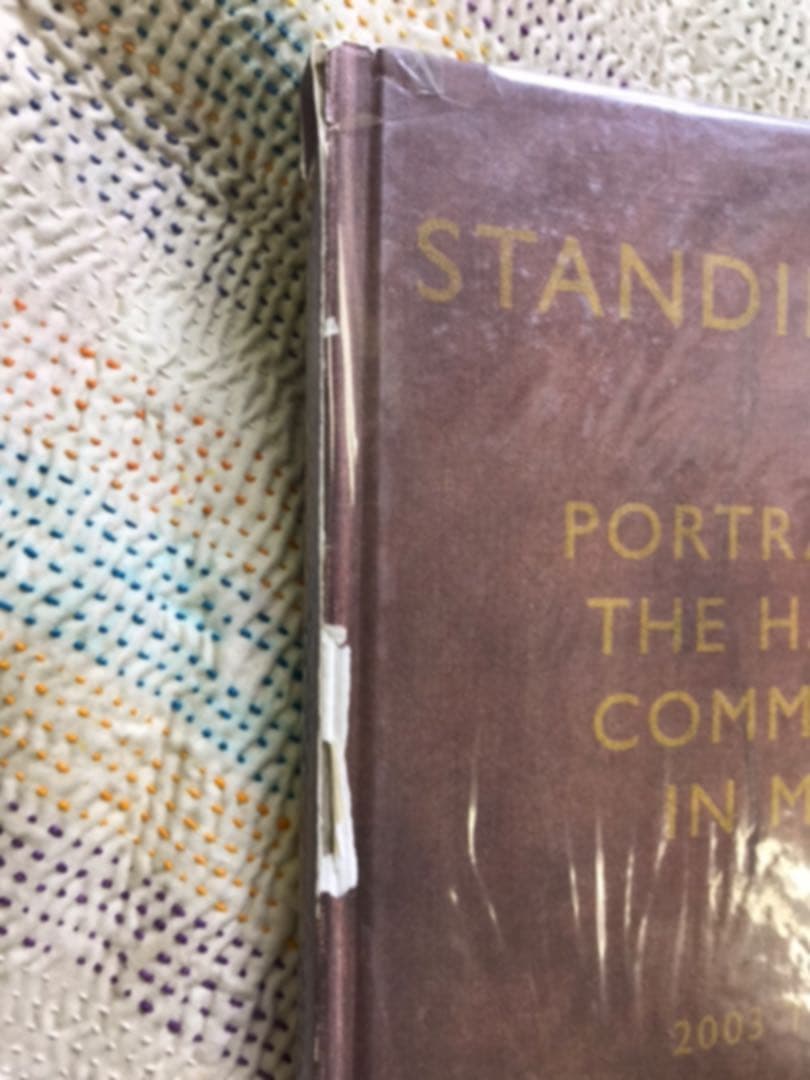 STANDI
PORTRA
THE H
COMM
IN M
2003